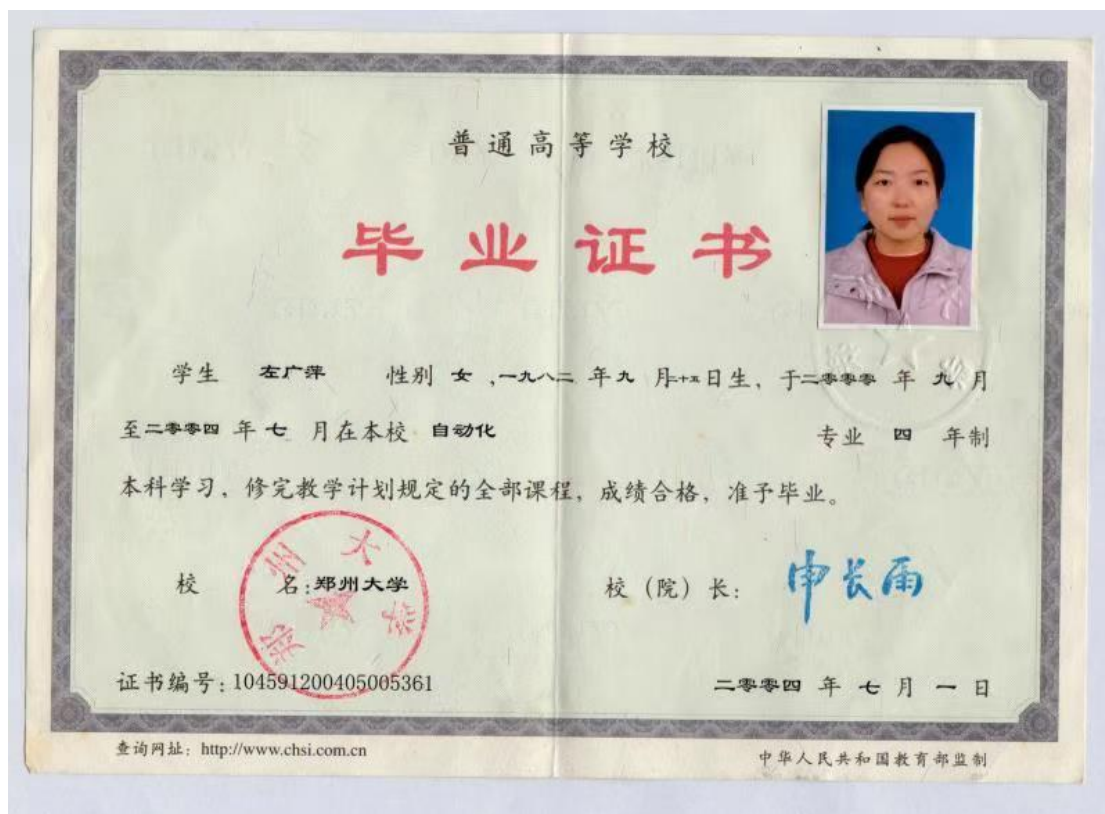 普通高等学校
毕业证书
学生 左广萍 性别 女 ,一九八二 年 九 月二十五日生，于二零零零 年 九 月
至二零零四 年 七 月在本校 自动化 专业 四 年制
本科学习，修完教学计划规定的全部课程，成绩合格，准予毕业。
校 名:郑州大学 校（院）长: 申长雨
郑州大学
证书编号: 104591200405005361 二零零四 年 七 月 一 日
查询网址: http://www.chsi.com.cn 中华人民共和国教育部监制